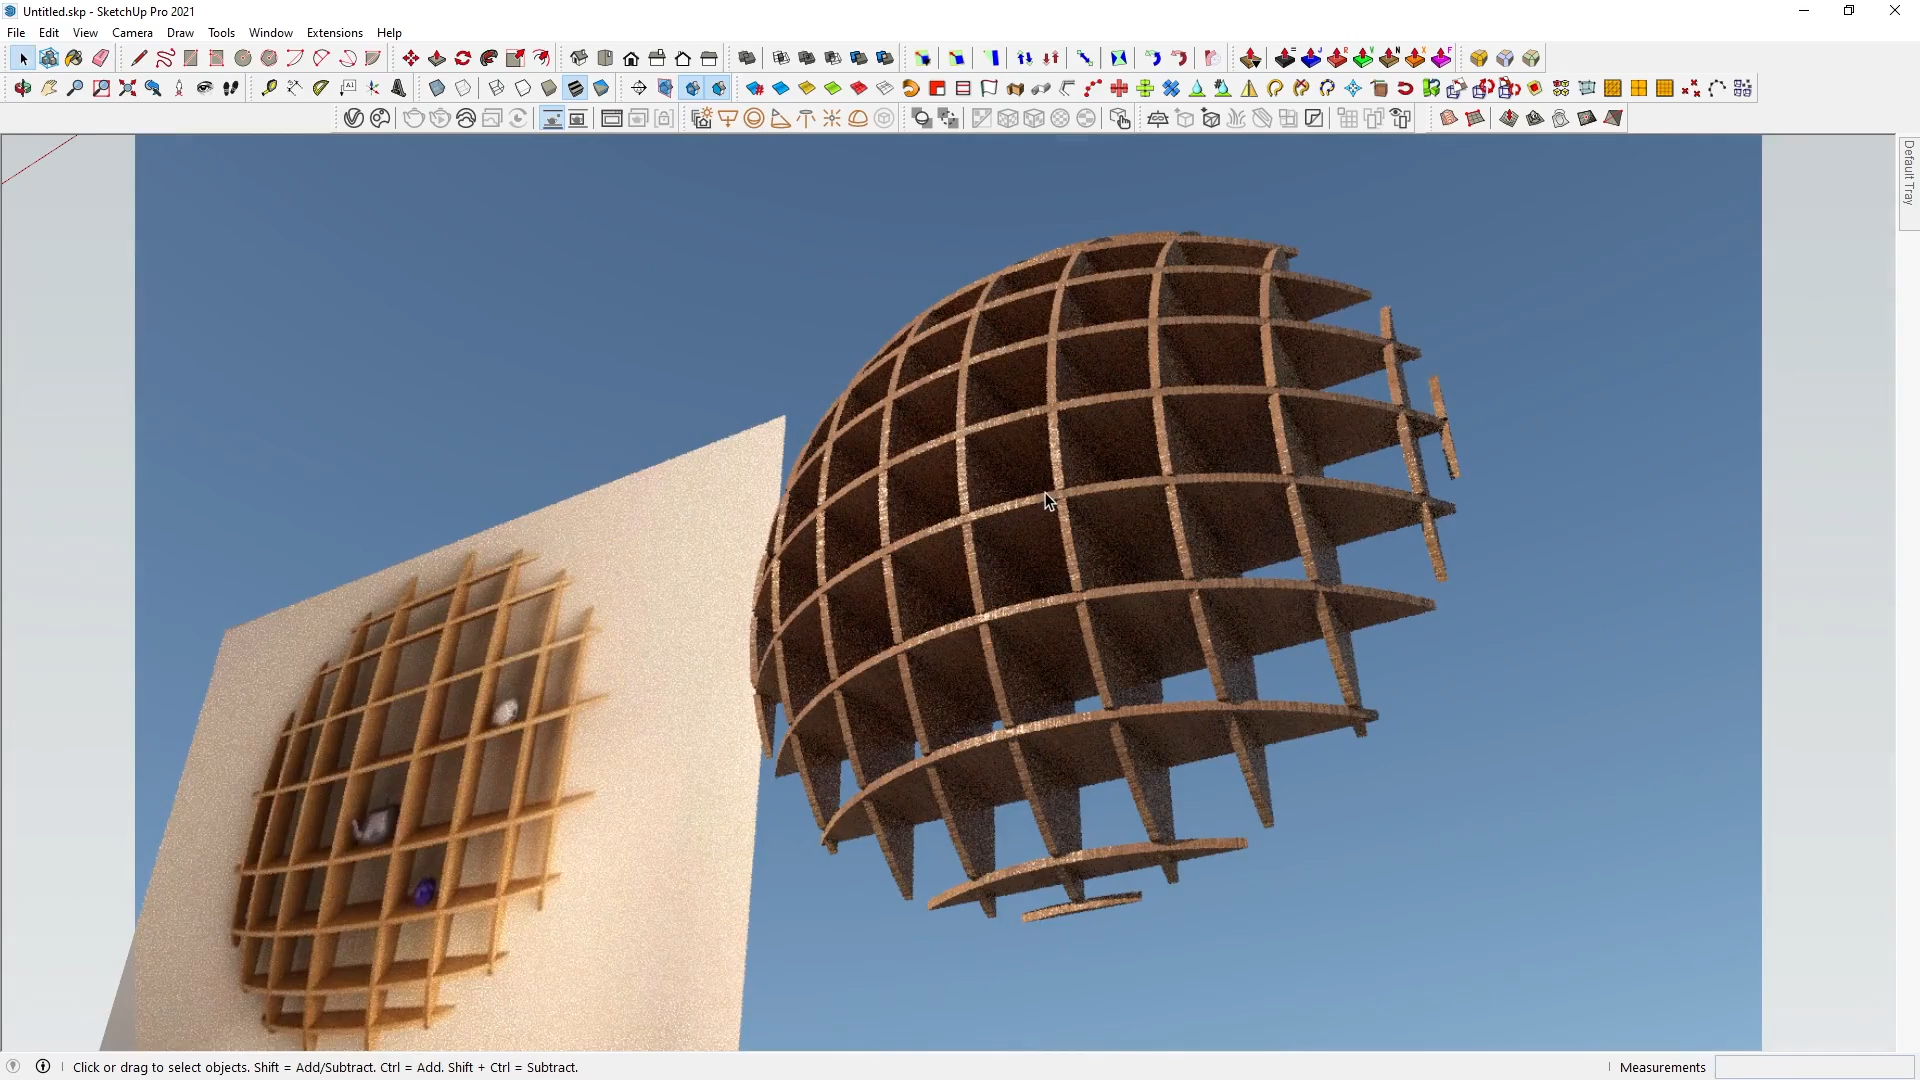 Untitled.skp - SketchUp Pro 2021
File Edit View Camera Draw Tools Window Extensions Help
Default Tray
Click or drag to select objects. Shift = Add/Subtract. Ctrl = Add. Shift + Ctrl = Subtract.
Measurements